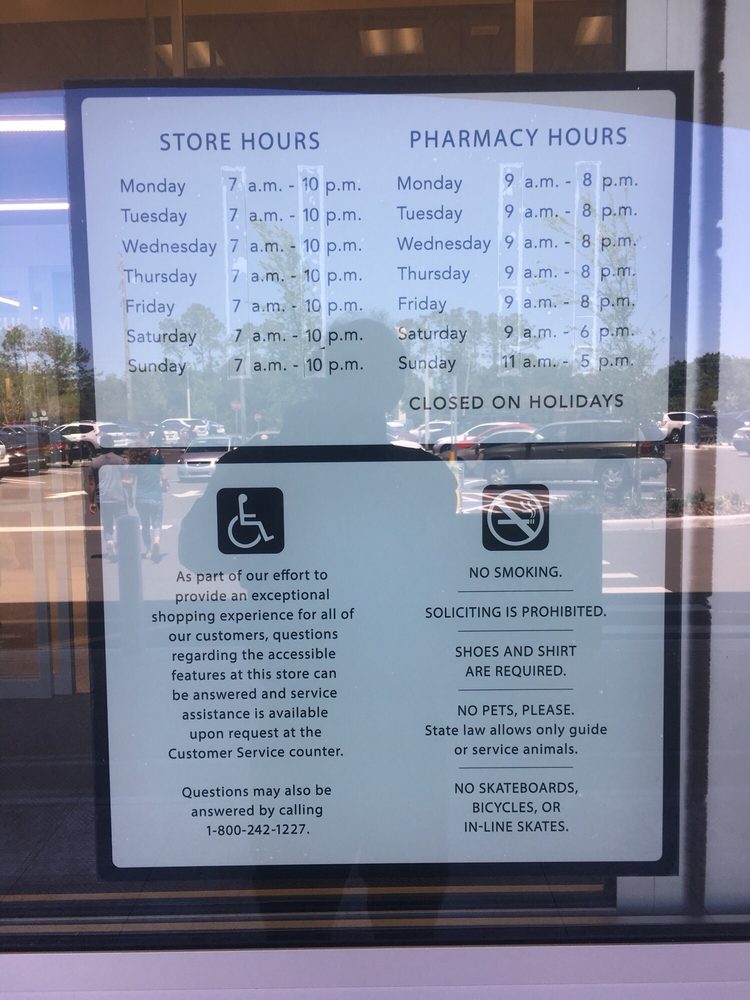 STORE HOURS
Monday 7 a.m. - 10 p.m.
Tuesday 7 a.m. - 10 p.m.
Wednesday 7 a.m. - 10 p.m.
Thursday 7 a.m. - 10 p.m.
Friday 7 a.m. - 10 p.m.
Saturday 7 a.m. - 10 p.m.
Sunday 7 a.m. - 10 p.m.
PHARMACY HOURS
Monday 9 a.m. - 8 p.m.
Tuesday 9 a.m. - 8 p.m.
Wednesday 9 a.m. - 8 p.m.
Thursday 9 a.m. - 8 p.m.
Friday 9 a.m. - 8 p.m.
Saturday 9 a.m. - 6 p.m.
Sunday 11 a.m. - 5 p.m.
CLOSED ON HOLIDAYS
As part of our effort to
provide an exceptional
shopping experience for all of
our customers, questions
regarding the accessible
features at this store can
be answered and service
assistance is available
upon request at the
Customer Service counter.
Questions may also be
answered by calling
1-800-242-1227.
NO SMOKING.
SOLICITING IS PROHIBITED.
SHOES AND SHIRT
ARE REQUIRED.
NO PETS, PLEASE.
State law allows only guide
or service animals.
NO SKATEBOARDS,
BICYCLES, OR
IN-LINE SKATES.